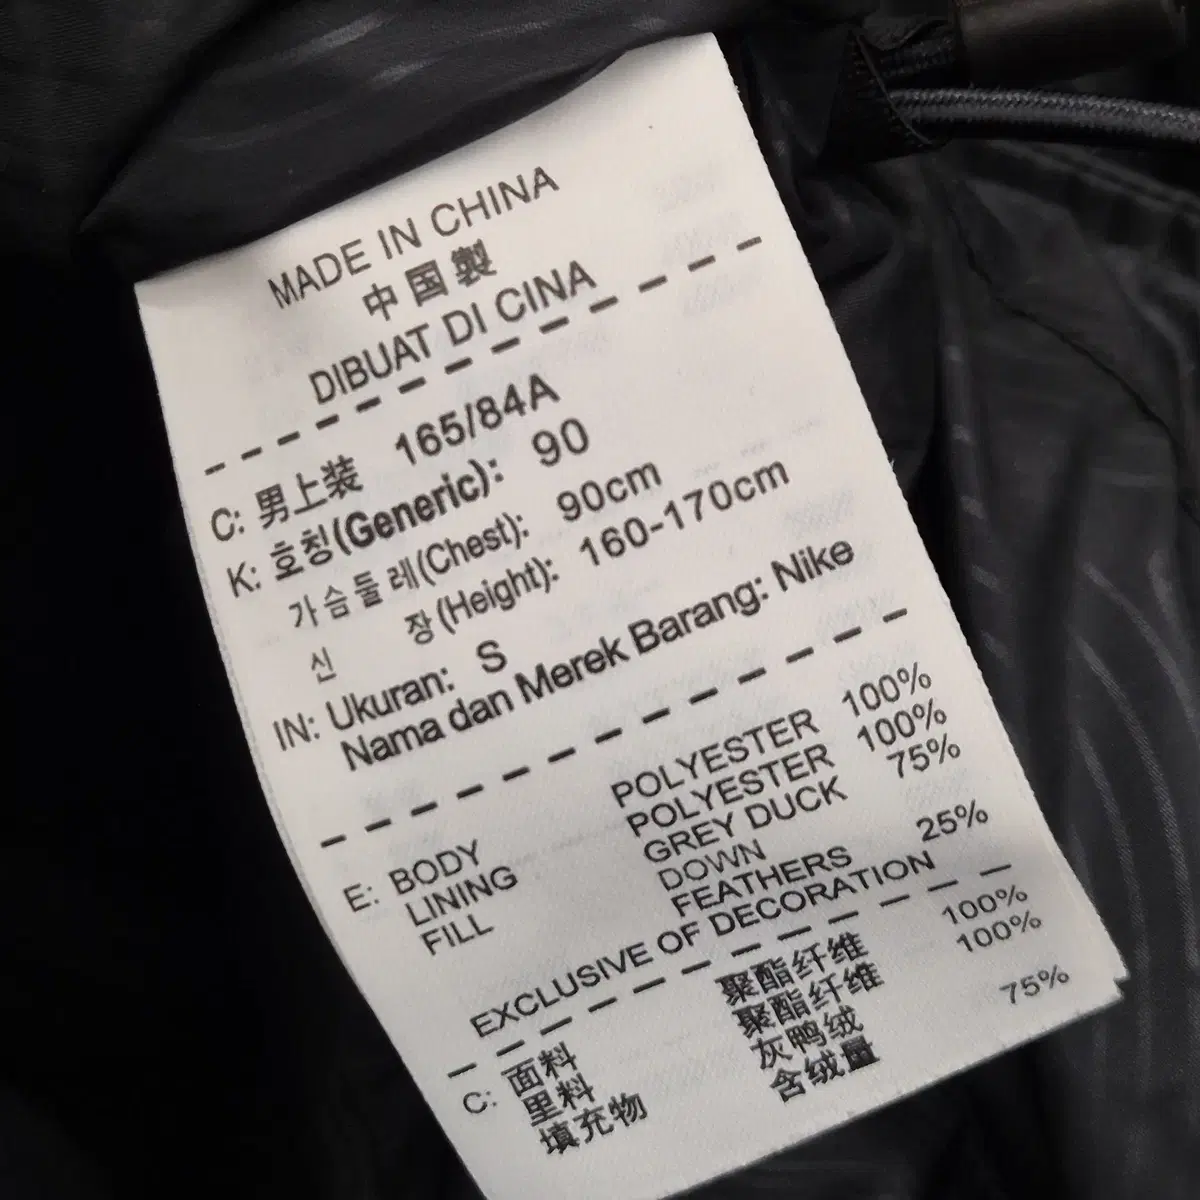 MADE IN CHINA
中国製
DIBUAT DI CINA
C: 男上装 165/84A
K: 호칭(Generic): 90
가슴둘레(Chest): 90cm
신 장(Height): 160-170cm
IN: Ukuran: S
Nama dan Merek Barang: Nike
E: BODY POLYESTER 100%
LINING POLYESTER 100%
FILL GREY DUCK 75%
DOWN
FEATHERS 25%
EXCLUSIVE OF DECORATION
C: 面料 聚酯纤维 100%
里料 聚酯纤维 100%
填充物 灰鸭绒
含绒量 75%